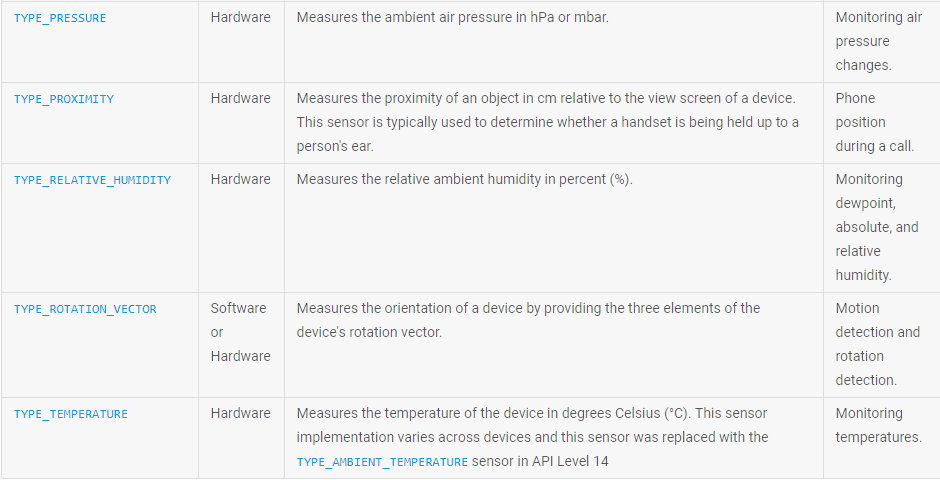 TYPE_PRESSURE Hardware Measures the ambient air pressure in hPa or mbar. Monitoring air
pressure
changes.
TYPE_PROXIMITY Hardware Measures the proximity of an object in cm relative to the view screen of a device. Phone
This sensor is typically used to determine whether a handset is being held up to a position
person's ear. during a call.
TYPE_RELATIVE_HUMIDITY Hardware Measures the relative ambient humidity in percent (%). Monitoring
dewpoint,
absolute, and
relative
humidity.
TYPE_ROTATION_VECTOR Software Measures the orientation of a device by providing the three elements of the Motion
or device's rotation vector. detection and
Hardware rotation
detection.
TYPE_TEMPERATURE Hardware Measures the temperature of the device in degrees Celsius (°C). This sensor Monitoring
implementation varies across devices and this sensor was replaced with the temperatures.
TYPE_AMBIENT_TEMPERATURE sensor in API Level 14